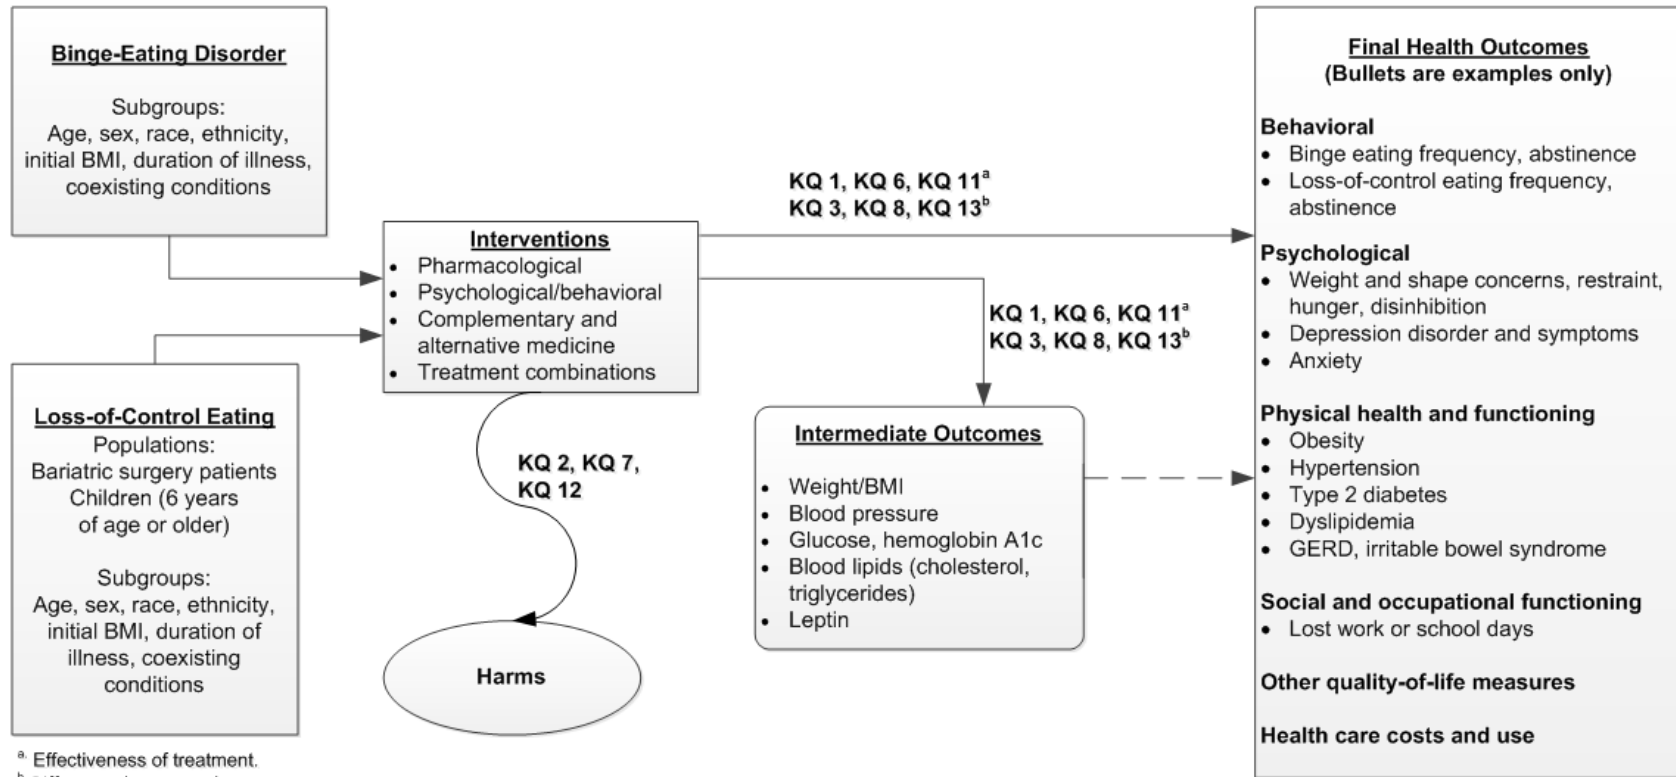 Binge-Eating Disorder
Subgroups:
Age, sex, race, ethnicity,
initial BMI, duration of illness,
coexisting conditions
Loss-of-Control Eating
Populations:
Bariatric surgery patients
Children (6 years
of age or older)
Subgroups:
Age, sex, race, ethnicity,
initial BMI, duration of
illness, coexisting
conditions
Interventions
• Pharmacological
• Psychological/behavioral
• Complementary and
alternative medicine
• Treatment combinations
KQ 2, KQ 7,
KQ 12
Harms
KQ 1, KQ 6, KQ 11a
KQ 3, KQ 8, KQ 13b
KQ 1, KQ 6, KQ 11a
KQ 3, KQ 8, KQ 13b
Intermediate Outcomes
• Weight/BMI
• Blood pressure
• Glucose, hemoglobin A1c
• Blood lipids (cholesterol,
triglycerides)
• Leptin
Final Health Outcomes
(Bullets are examples only)
Behavioral
• Binge eating frequency, abstinence
• Loss-of-control eating frequency,
abstinence
Psychological
• Weight and shape concerns, restraint,
hunger, disinhibition
• Depression disorder and symptoms
• Anxiety
Physical health and functioning
• Obesity
• Hypertension
• Type 2 diabetes
• Dyslipidemia
• GERD, irritable bowel syndrome
Social and occupational functioning
• Lost work or school days
Other quality-of-life measures
Health care costs and use
a. Effectiveness of treatment.